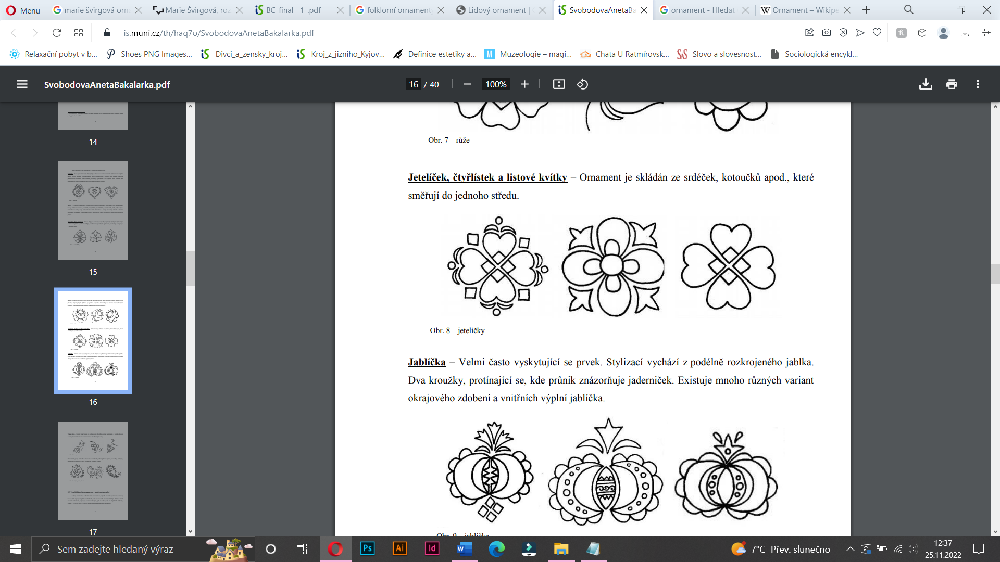 Menu
marie švirgová orn
Marie Švirgová, roz
BC_final__1_.pdf
folklorní ornament
Lidový ornament |
SvobodovaAnetaBa
ornament - Hledat
Ornament – Wikipe
is.muni.cz/th/haq7o/SvobodovaAnetaBakalarka.pdf
Relaxační pobyt v b...
Shoes PNG Images...
Divci_a_zensky_kroj...
Kroj_z_jizniho_Kyjov...
Definice estetiky a...
Muzeologie – magi...
Chata U Ratmírovsk...
Slovo a slovesnost...
Sociologická encykl...
SvobodovaAnetaBakalarka.pdf
16 / 40
100%
14
15
16
17
Obr. 7 – růže
Jetelíček, čtyřlístek a listové kvítky – Ornament je skládán ze srdéček, kotoučků apod., které
směřují do jednoho středu.
Obr. 8 – jetelíčky
Jablíčka – Velmi často vyskytující se prvek. Stylizací vychází z podélně rozkrojeného jablka.
Dva kroužky, protínající se, kde průnik znázorňuje jaderniček. Existuje mnoho různých variant
okrajového zdobení a vnitřních výplní jablíčka.
Obr. 9 – jablíčka
Sem zadejte hledaný výraz
Ps
Ai
Id
7°C Přev. slunečno
12:37
25.11.2022